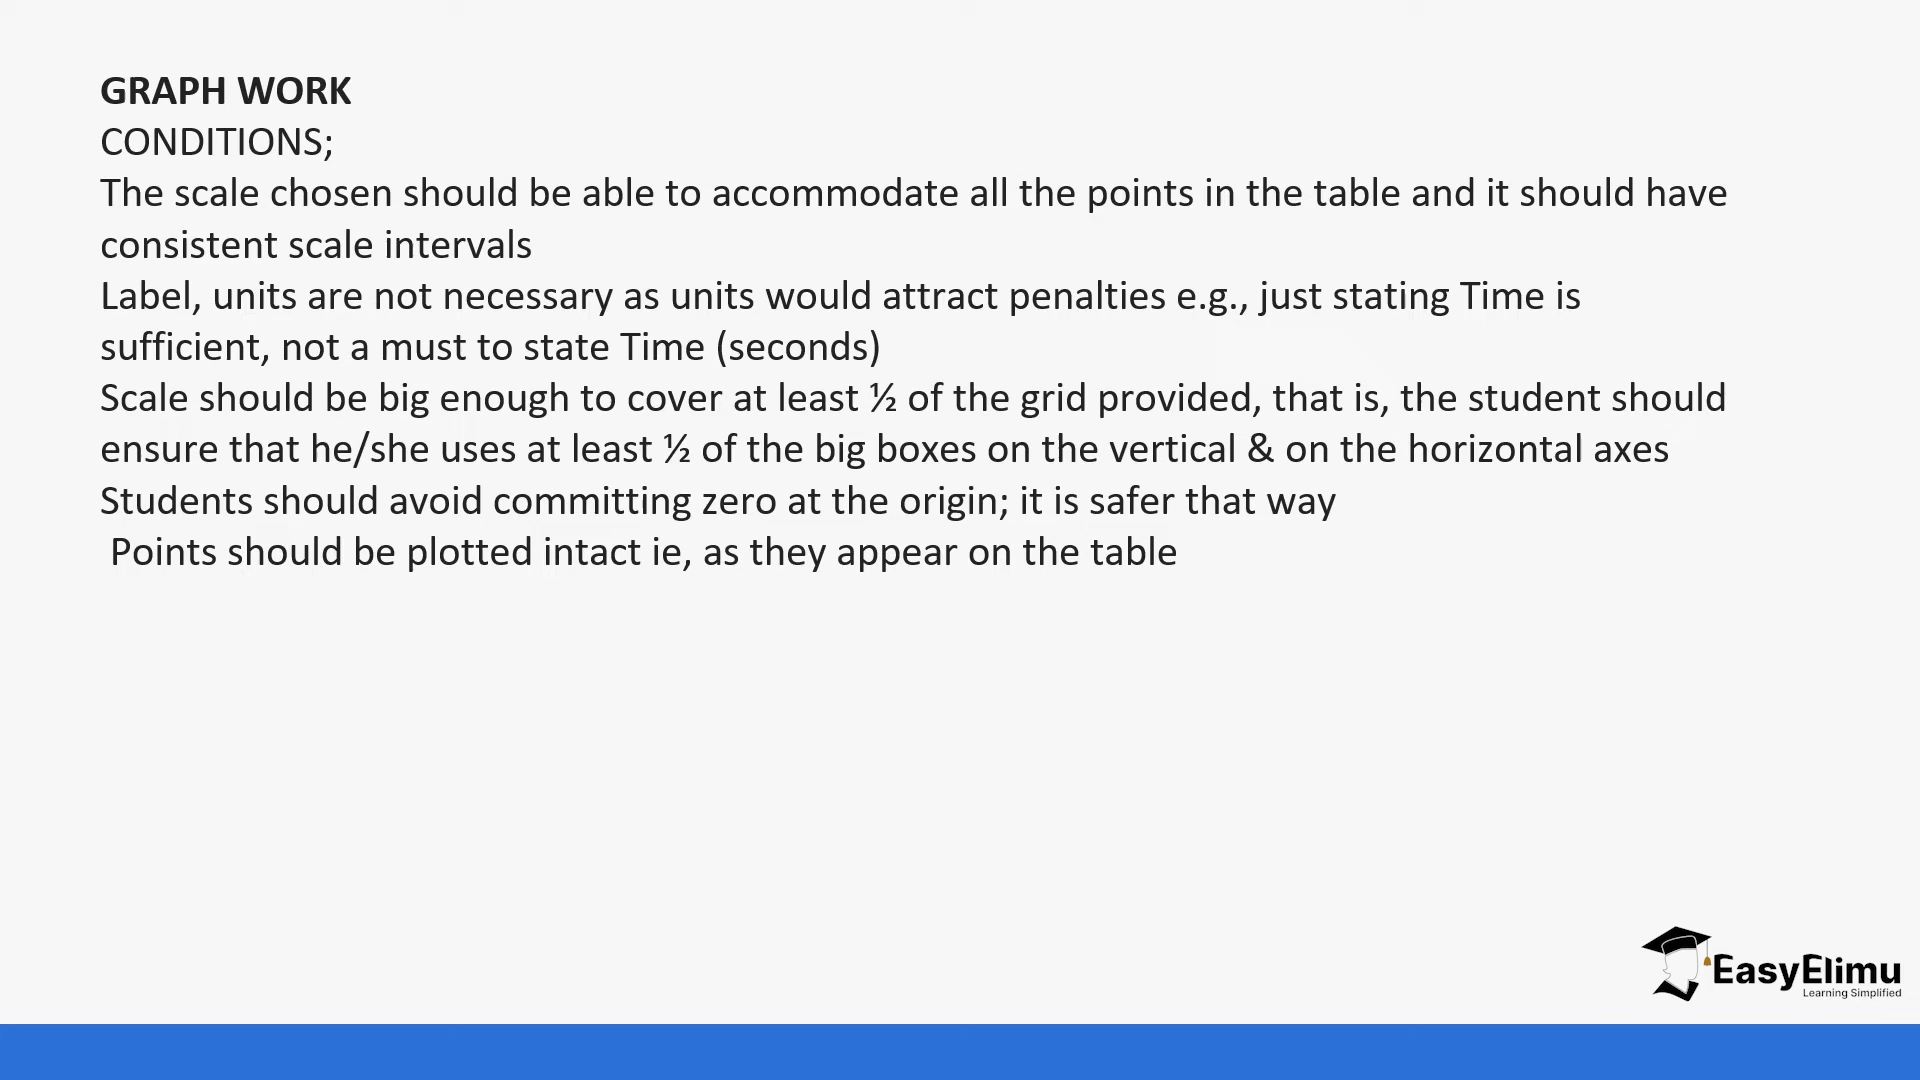 GRAPH WORK
CONDITIONS;
The scale chosen should be able to accommodate all the points in the table and it should have
consistent scale intervals
Label, units are not necessary as units would attract penalties e.g., just stating Time is
sufficient, not a must to state Time (seconds)
Scale should be big enough to cover at least ½ of the grid provided, that is, the student should
ensure that he/she uses at least ½ of the big boxes on the vertical & on the horizontal axes
Students should avoid committing zero at the origin; it is safer that way
Points should be plotted intact ie, as they appear on the table
EasyElimu
Learning Simplified